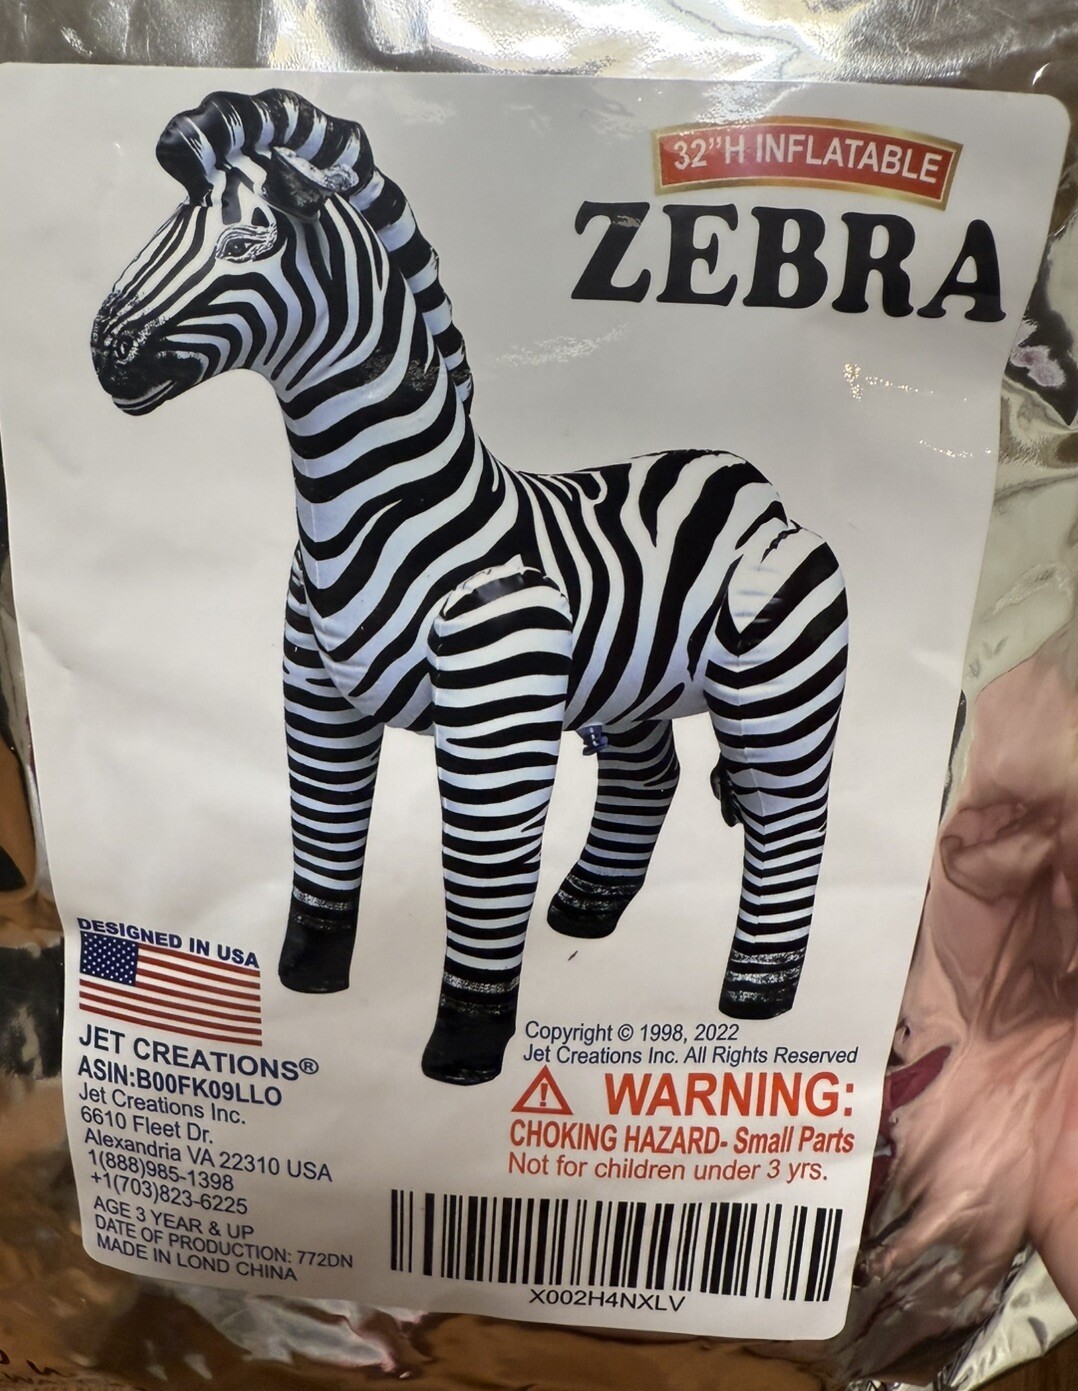 32"H INFLATABLE
ZEBRA
DESIGNED IN USA
JET CREATIONS®
ASIN:B00FK09LLO
Jet Creations Inc.
6610 Fleet Dr.
Alexandria VA 22310 USA
1(888)985-1398
+1(703)823-6225
AGE 3 YEAR & UP
DATE OF PRODUCTION: 772DN
MADE IN LOND CHINA
Copyright © 1998, 2022
Jet Creations Inc. All Rights Reserved
WARNING:
CHOKING HAZARD- Small Parts
Not for children under 3 yrs.
X002H4NXLV